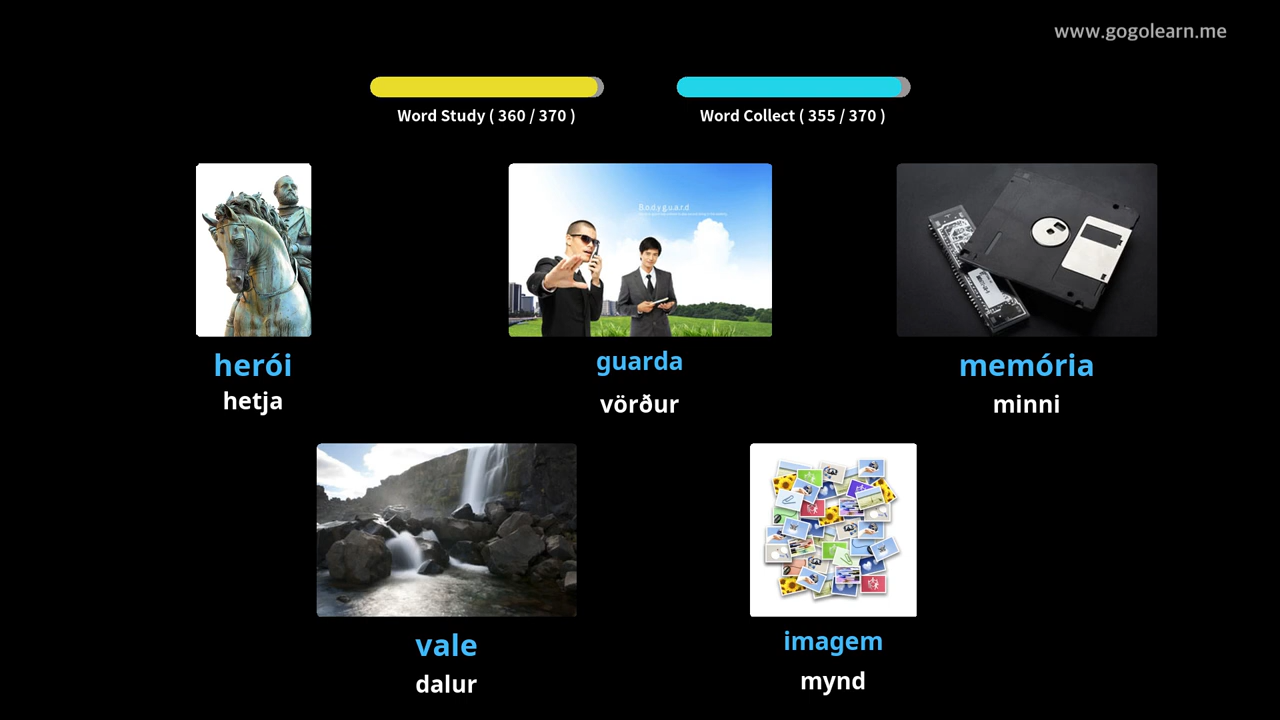 www.gogolearn.me
Word Study ( 360 / 370 )
Word Collect ( 355 / 370 )
Bodyguard
herói
hetja
guarda
vörður
memória
minni
vale
dalur
imagem
mynd